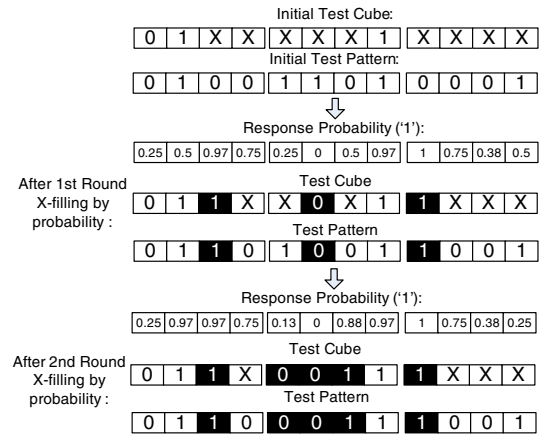 Initial Test Cube:
0 1 X X X X X 1 X X X X
Initial Test Pattern:
0 1 0 0 1 1 0 1 0 0 0 1
Response Probability ('1'):
0.25 0.5 0.97 0.75 0.25 0 0.5 0.97 1 0.75 0.38 0.5
After 1st Round
X-filling by
probability :
Test Cube
0 1 1 X X 0 X 1 1 X X X
Test Pattern
0 1 1 0 1 0 0 1 1 0 0 1
Response Probability ('1'):
0.25 0.97 0.97 0.75 0.13 0 0.88 0.97 1 0.75 0.38 0.25
After 2nd Round
X-filling by
probability :
Test Cube
0 1 1 X 0 0 1 1 1 X X X
Test Pattern
0 1 1 0 0 0 1 1 1 0 0 1